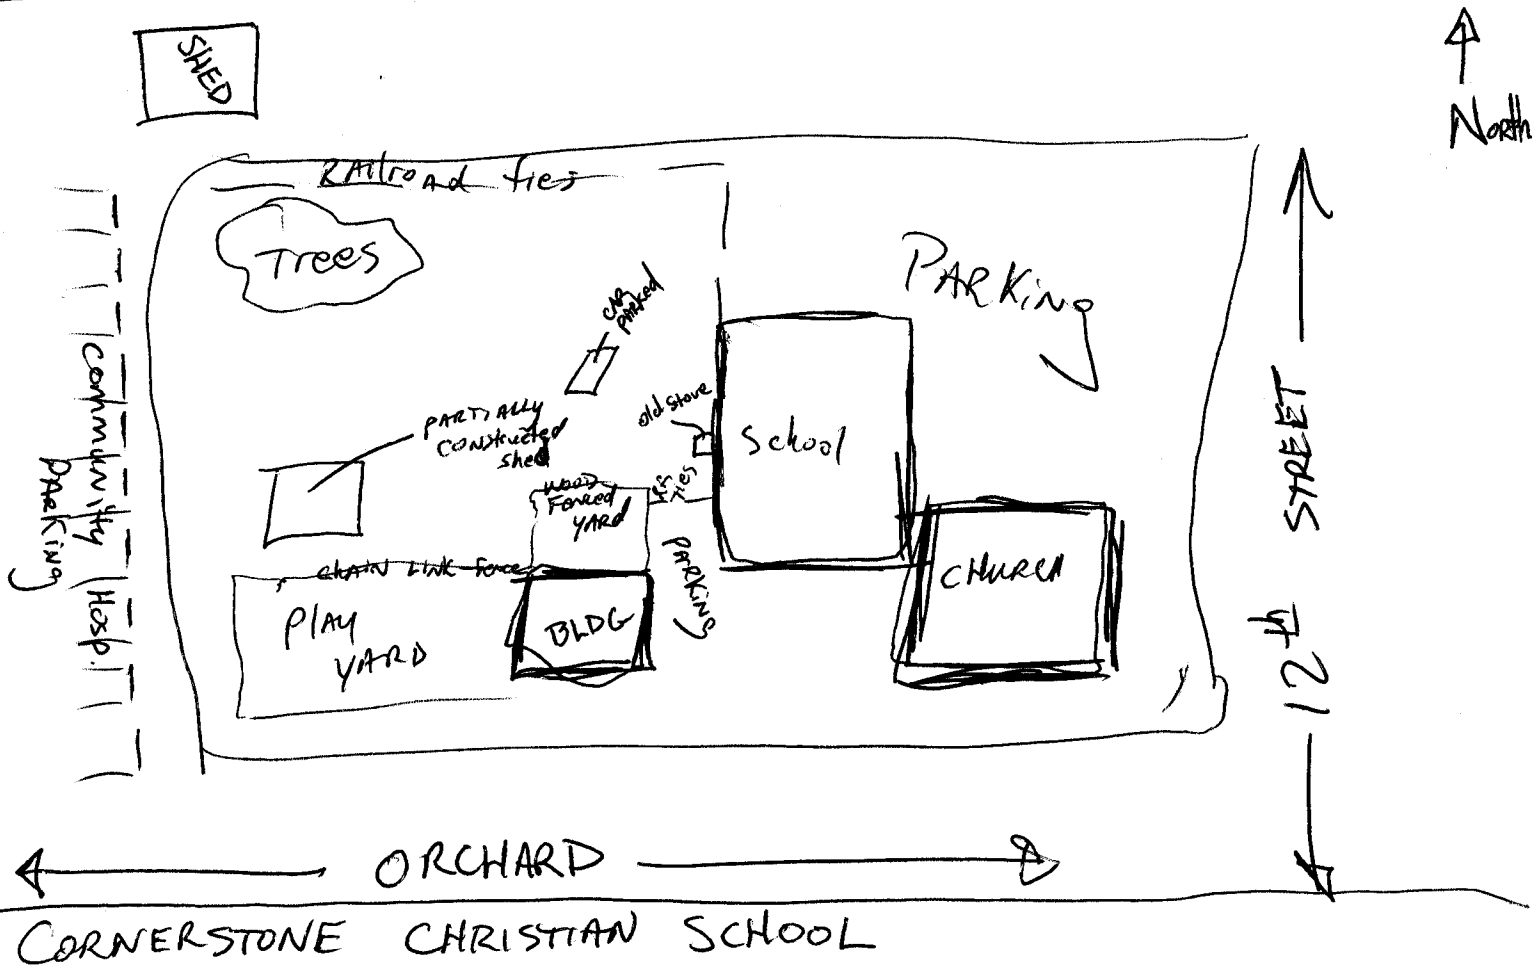 SHED
North
RAilroad Ties
Trees
PARKiNG
CAR
PARKed
old stove
School
PARTiALLY
CONStructed
shed
WOOD
Fenced
YARD
RR
TiES
PARKiNG
CHAIN LINK Fence
PlAy
YARD
BLDG
CHURCH
Community Hosp.
PARKiNG
12th STREET
ORCHARD
CORNERSTONE CHRISTIAN SCHOOL